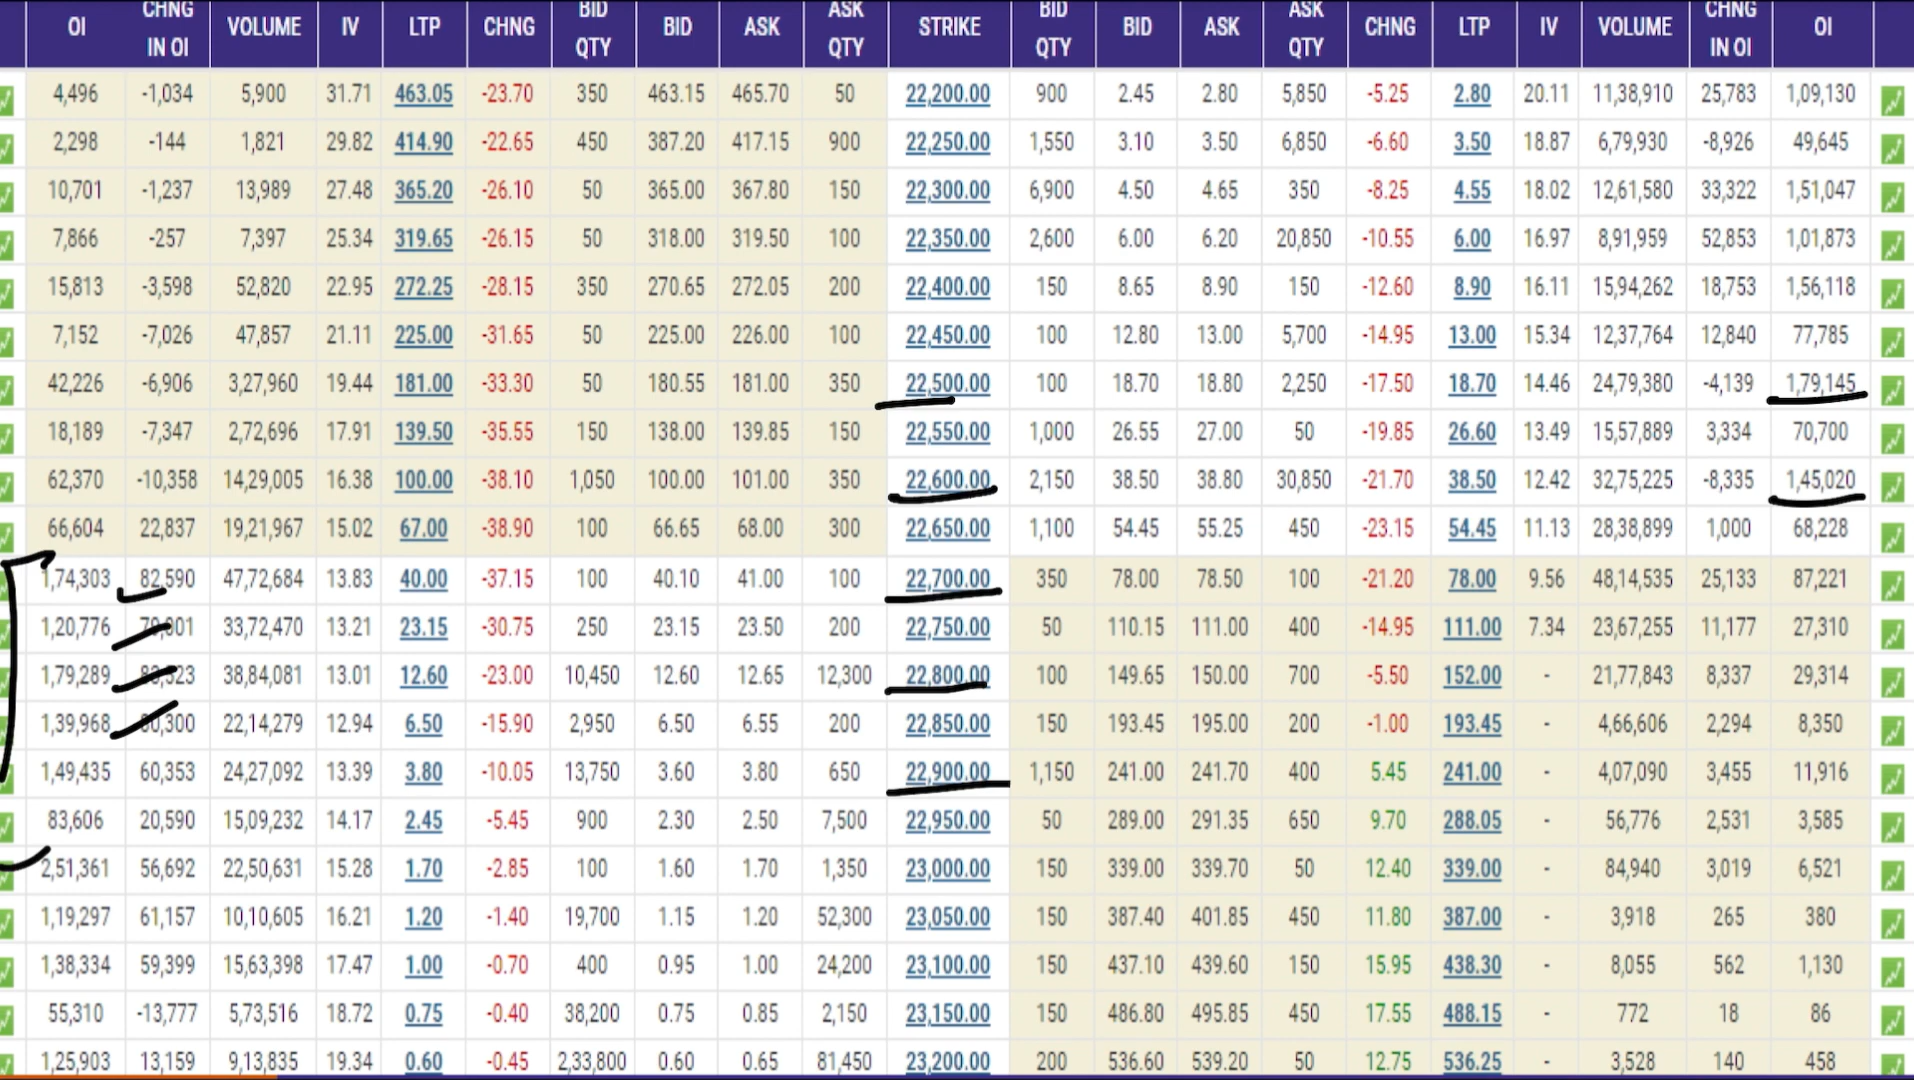 OI CHNG IN OI VOLUME IV LTP CHNG BID QTY BID ASK ASK QTY STRIKE BID QTY BID ASK ASK QTY CHNG LTP IV VOLUME CHNG IN OI OI
4,496 -1,034 5,900 31.71 463.05 -23.70 350 463.15 465.70 50 22,200.00 900 2.45 2.80 5,850 -5.25 2.80 20.11 11,38,910 25,783 1,09,130
2,298 -144 1,821 29.82 414.90 -22.65 450 387.20 417.15 900 22,250.00 1,550 3.10 3.50 6,850 -6.60 3.50 18.87 6,79,930 -8,926 49,645
10,701 -1,237 13,989 27.48 365.20 -26.10 50 365.00 367.80 150 22,300.00 6,900 4.50 4.65 350 -8.25 4.55 18.02 12,61,580 33,322 1,51,047
7,866 -257 7,397 25.34 319.65 -26.15 50 318.00 319.50 100 22,350.00 2,600 6.00 6.20 20,850 -10.55 6.00 16.97 8,91,959 52,853 1,01,873
15,813 -3,598 52,820 22.95 272.25 -28.15 350 270.65 272.05 200 22,400.00 150 8.65 8.90 150 -12.60 8.90 16.11 15,94,262 18,753 1,56,118
7,152 -7,026 47,857 21.11 225.00 -31.65 50 225.00 226.00 100 22,450.00 100 12.80 13.00 5,700 -14.95 13.00 15.34 12,37,764 12,840 77,785
42,226 -6,906 3,27,960 19.44 181.00 -33.30 50 180.55 181.00 350 22,500.00 100 18.70 18.80 2,250 -17.50 18.70 14.46 24,79,380 -4,139 1,79,145
18,189 -7,347 2,72,696 17.91 139.50 -35.55 150 138.00 139.85 150 22,550.00 1,000 26.55 27.00 50 -19.85 26.60 13.49 15,57,889 3,334 70,700
62,370 -10,358 14,29,005 16.38 100.00 -38.10 1,050 100.00 101.00 350 22,600.00 2,150 38.50 38.80 30,850 -21.70 38.50 12.42 32,75,225 -8,335 1,45,020
66,604 22,837 19,21,967 15.02 67.00 -38.90 100 66.65 68.00 300 22,650.00 1,100 54.45 55.25 450 -23.15 54.45 11.13 28,38,899 1,000 68,228
1,74,303 82,590 47,72,684 13.83 40.00 -37.15 100 40.10 41.00 100 22,700.00 350 78.00 78.50 100 -21.20 78.00 9.56 48,14,535 25,133 87,221
1,20,776 33,72,470 13.21 23.15 -30.75 250 23.15 23.50 200 22,750.00 50 110.15 111.00 400 -14.95 111.00 7.34 23,67,255 11,177 27,310
1,79,289 38,84,081 13.01 12.60 -23.00 10,450 12.60 12.65 12,300 22,800.00 100 149.65 150.00 700 -5.50 152.00 - 21,77,843 8,337 29,314
1,39,968 22,14,279 12.94 6.50 -15.90 2,950 6.50 6.55 200 22,850.00 150 193.45 195.00 200 -1.00 193.45 - 4,66,606 2,294 8,350
1,49,435 60,353 24,27,092 13.39 3.80 -10.05 13,750 3.60 3.80 650 22,900.00 1,150 241.00 241.70 400 5.45 241.00 - 4,07,090 3,455 11,916
83,606 20,590 15,09,232 14.17 2.45 -5.45 900 2.30 2.50 7,500 22,950.00 50 289.00 291.35 650 9.70 288.05 - 56,776 2,531 3,585
2,51,361 56,692 22,50,631 15.28 1.70 -2.85 100 1.60 1.70 1,350 23,000.00 150 339.00 339.70 50 12.40 339.00 - 84,940 3,019 6,521
1,19,297 61,157 10,10,605 16.21 1.20 -1.40 19,700 1.15 1.20 52,300 23,050.00 150 387.40 401.85 450 11.80 387.00 - 3,918 265 380
1,38,334 59,399 15,63,398 17.47 1.00 -0.70 400 0.95 1.00 24,200 23,100.00 150 437.10 439.60 150 15.95 438.30 - 8,055 562 1,130
55,310 -13,777 5,73,516 18.72 0.75 -0.40 38,200 0.75 0.85 2,150 23,150.00 150 486.80 495.85 450 17.55 488.15 - 772 18 86
1,25,903 13,159 9,13,835 19.34 0.60 -0.45 2,33,800 0.60 0.65 81,450 23,200.00 200 536.60 539.20 50 12.75 536.25 - 3,528 140 458